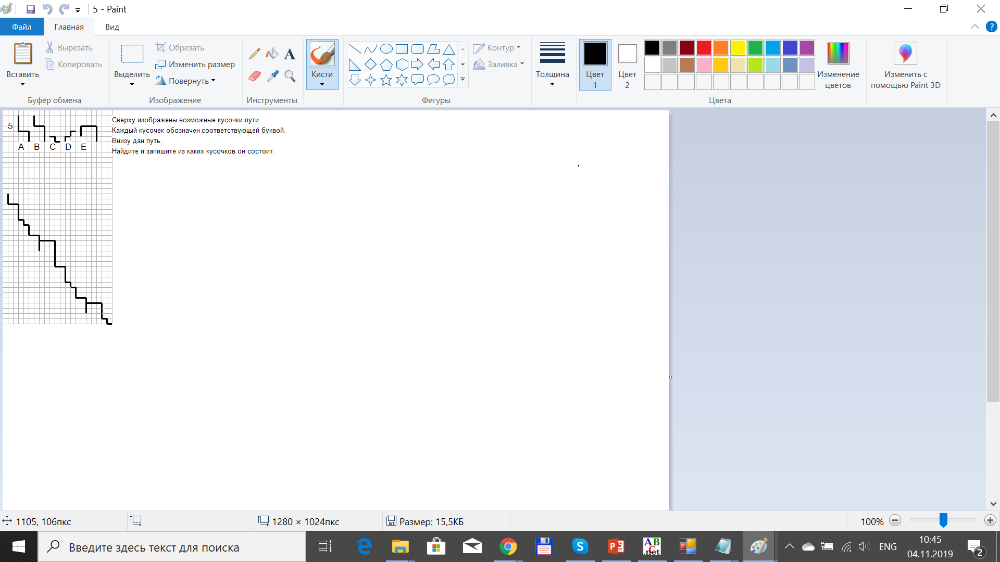 5 - Paint
Файл Главная Вид
Вставить
Вырезать
Копировать
Буфер обмена
Выделить
Обрезать
Изменить размер
Повернуть
Изображение
A
Инструменты
Кисти
Фигуры
Контур
Заливка
Толщина
Цвет
1
Цвет
2
Изменение
цветов
Цвета
Изменить с
помощью Paint 3D
5
A B C D E
Сверху изображены возможные кусочки пути.
Каждый кусочек обозначен соответствующей буквой.
Внизу дан путь.
Найдите и запишите из каких кусочков он состоит.
1105, 106пкс
1280 × 1024пкс
Размер: 15,5КБ
100%
Введите здесь текст для поиска
ABC.net
ENG
10:45
04.11.2019
2